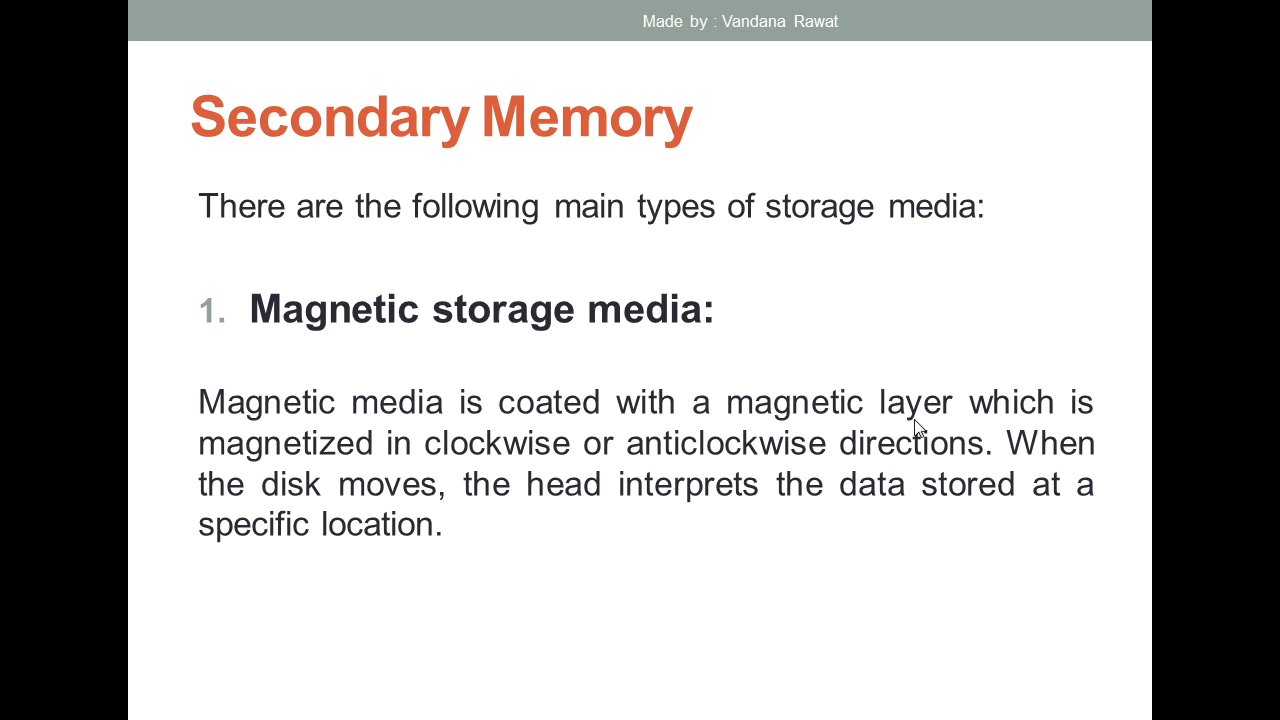 Made by : Vandana Rawat
Secondary Memory
There are the following main types of storage media:
1. Magnetic storage media:
Magnetic media is coated with a magnetic layer which is
magnetized in clockwise or anticlockwise directions. When
the disk moves, the head interprets the data stored at a
specific location.